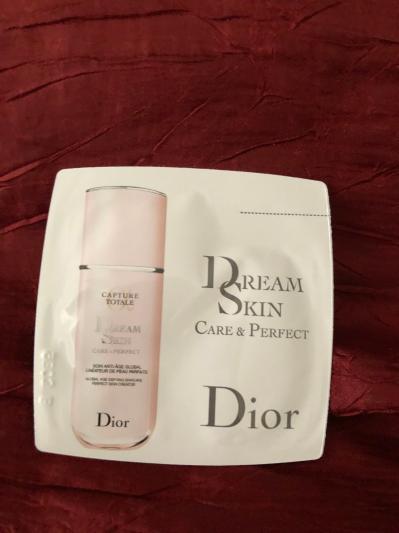 CAPTURE
TOTALE
DREAM
SKIN
CARE & PERFECT
SOIN ANTI-ÂGE GLOBAL
CRÉATEUR DE PEAU PARFAITE
GLOBAL AGE-DEFYING SKINCARE
PERFECT SKIN CREATOR
Dior
DREAM
SKIN
CARE & PERFECT
Dior